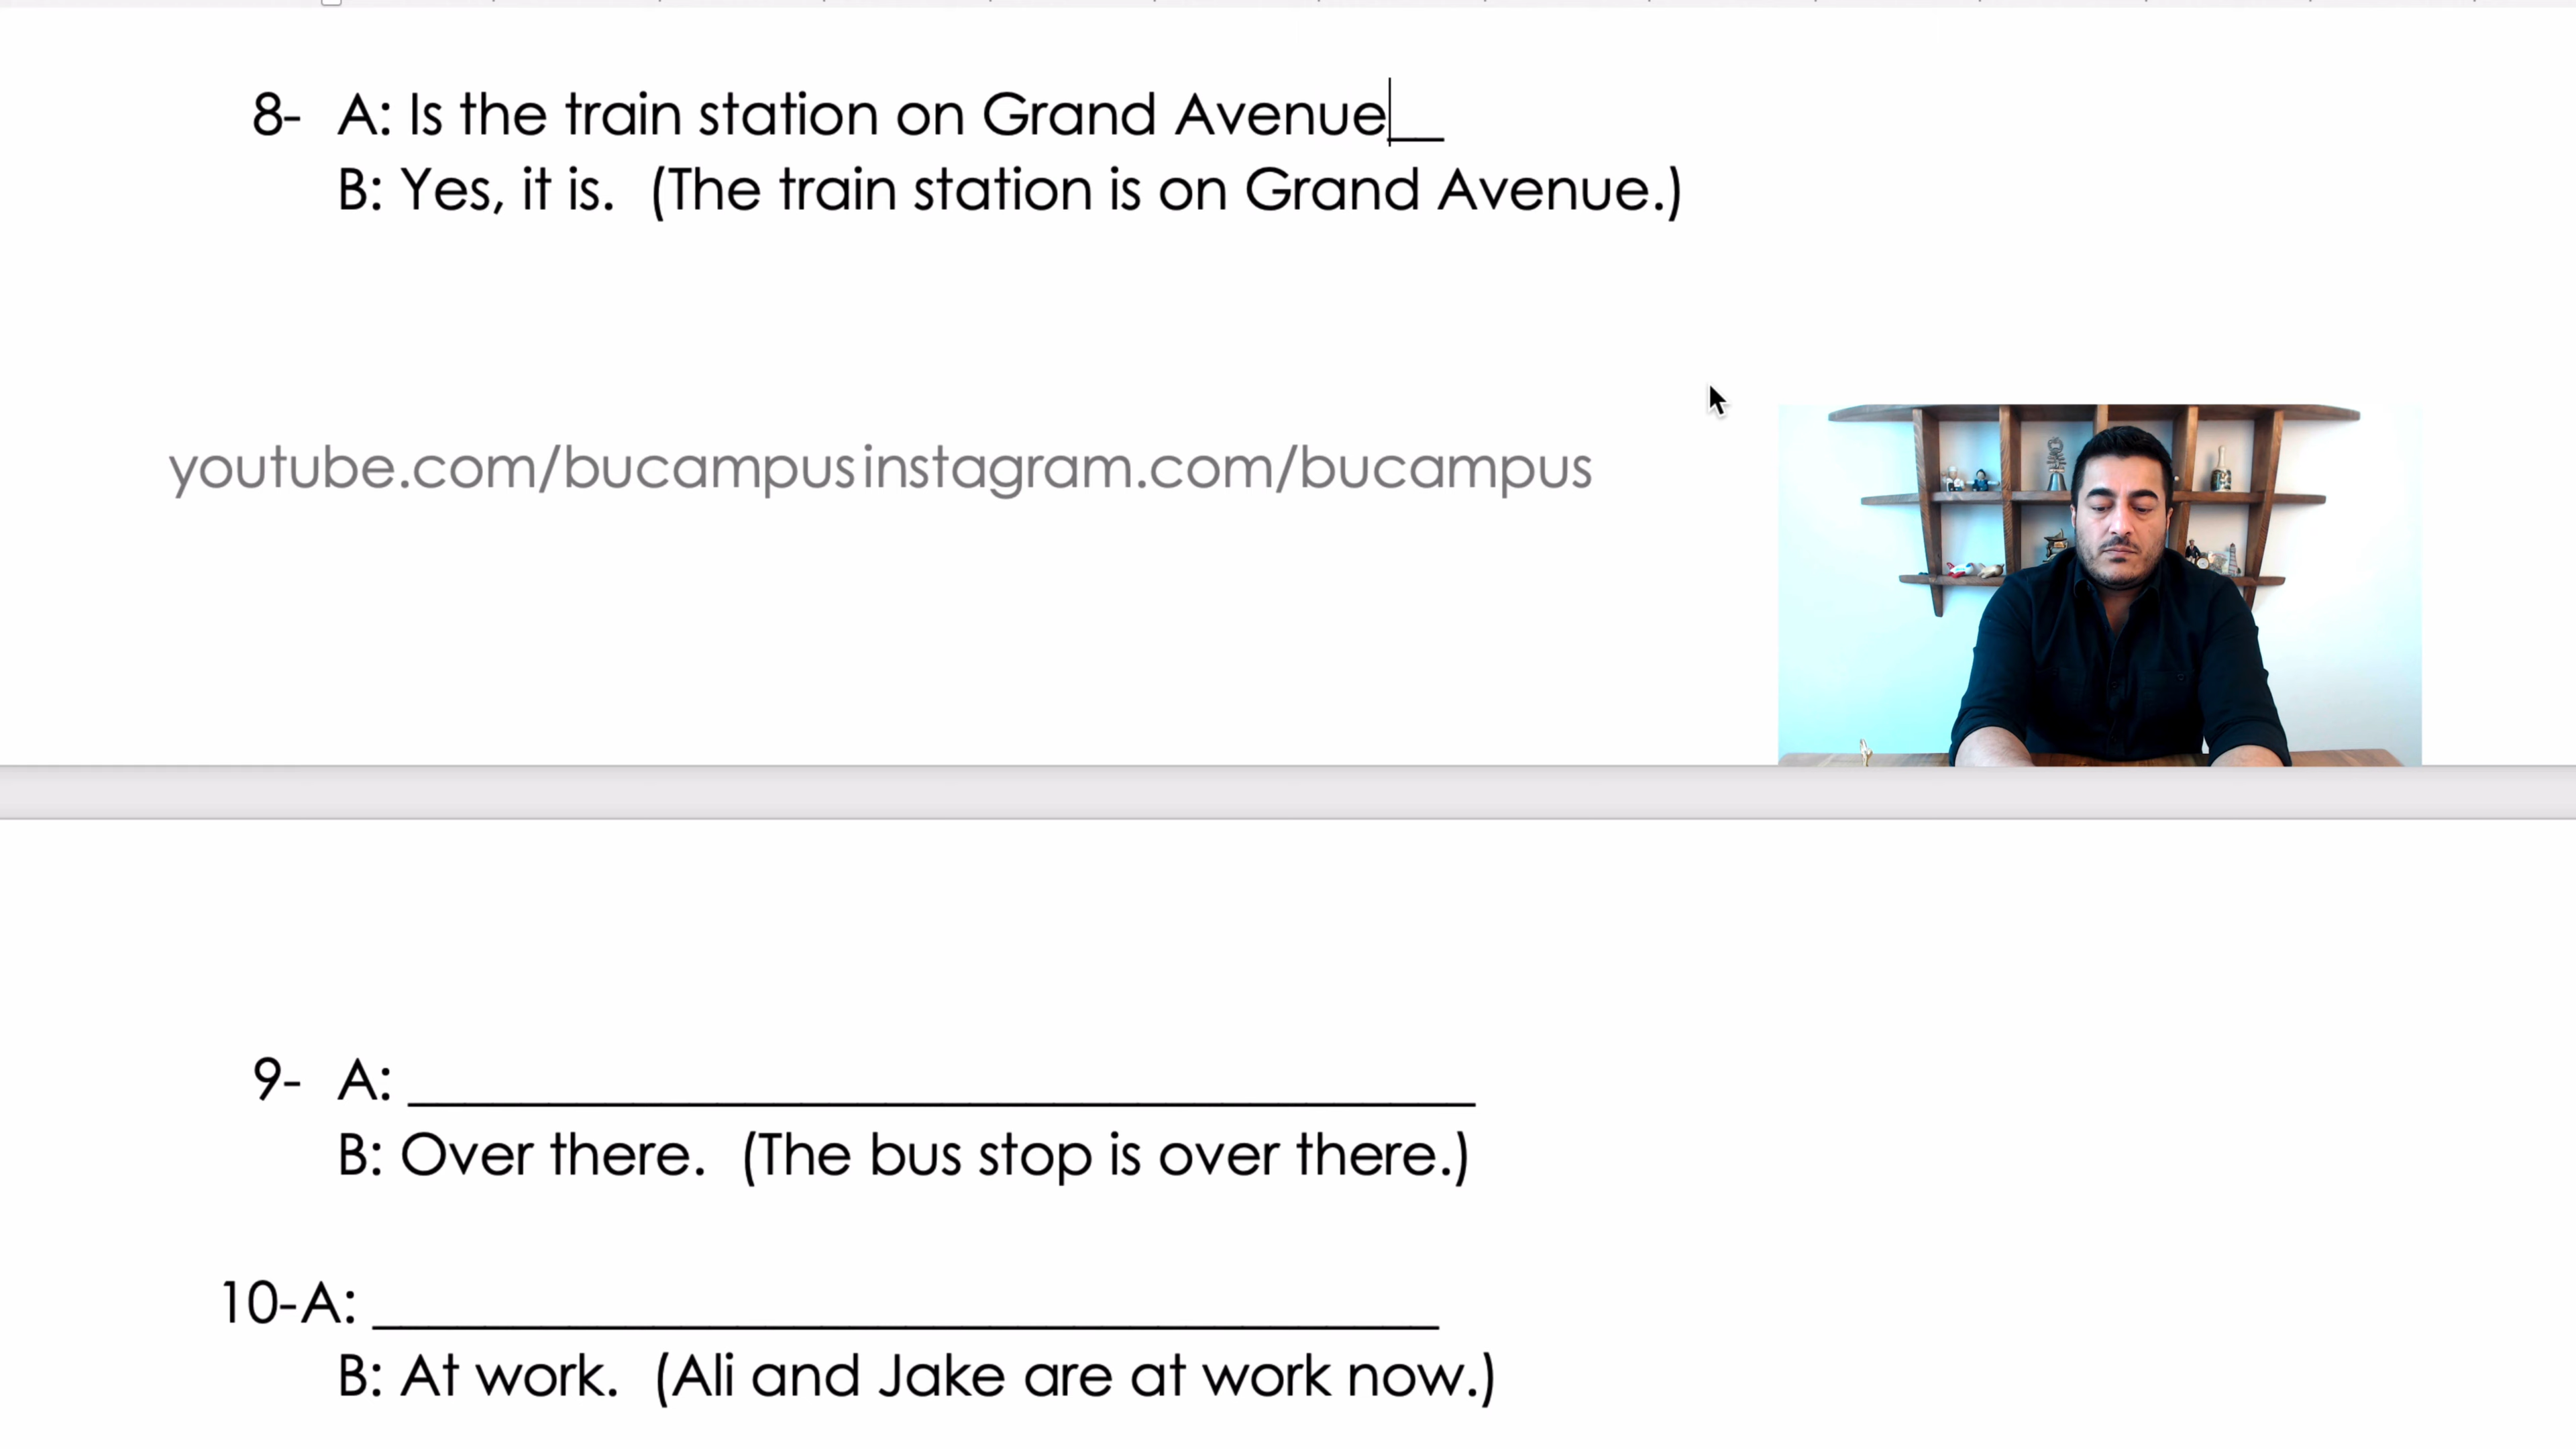 8- A: Is the train station on Grand Avenue__
B: Yes, it is. (The train station is on Grand Avenue.)
youtube.com/bucampus instagram.com/bucampus
9- A: ______________________________________
B: Over there. (The bus stop is over there.)
10-A: ______________________________________
B: At work. (Ali and Jake are at work now.)